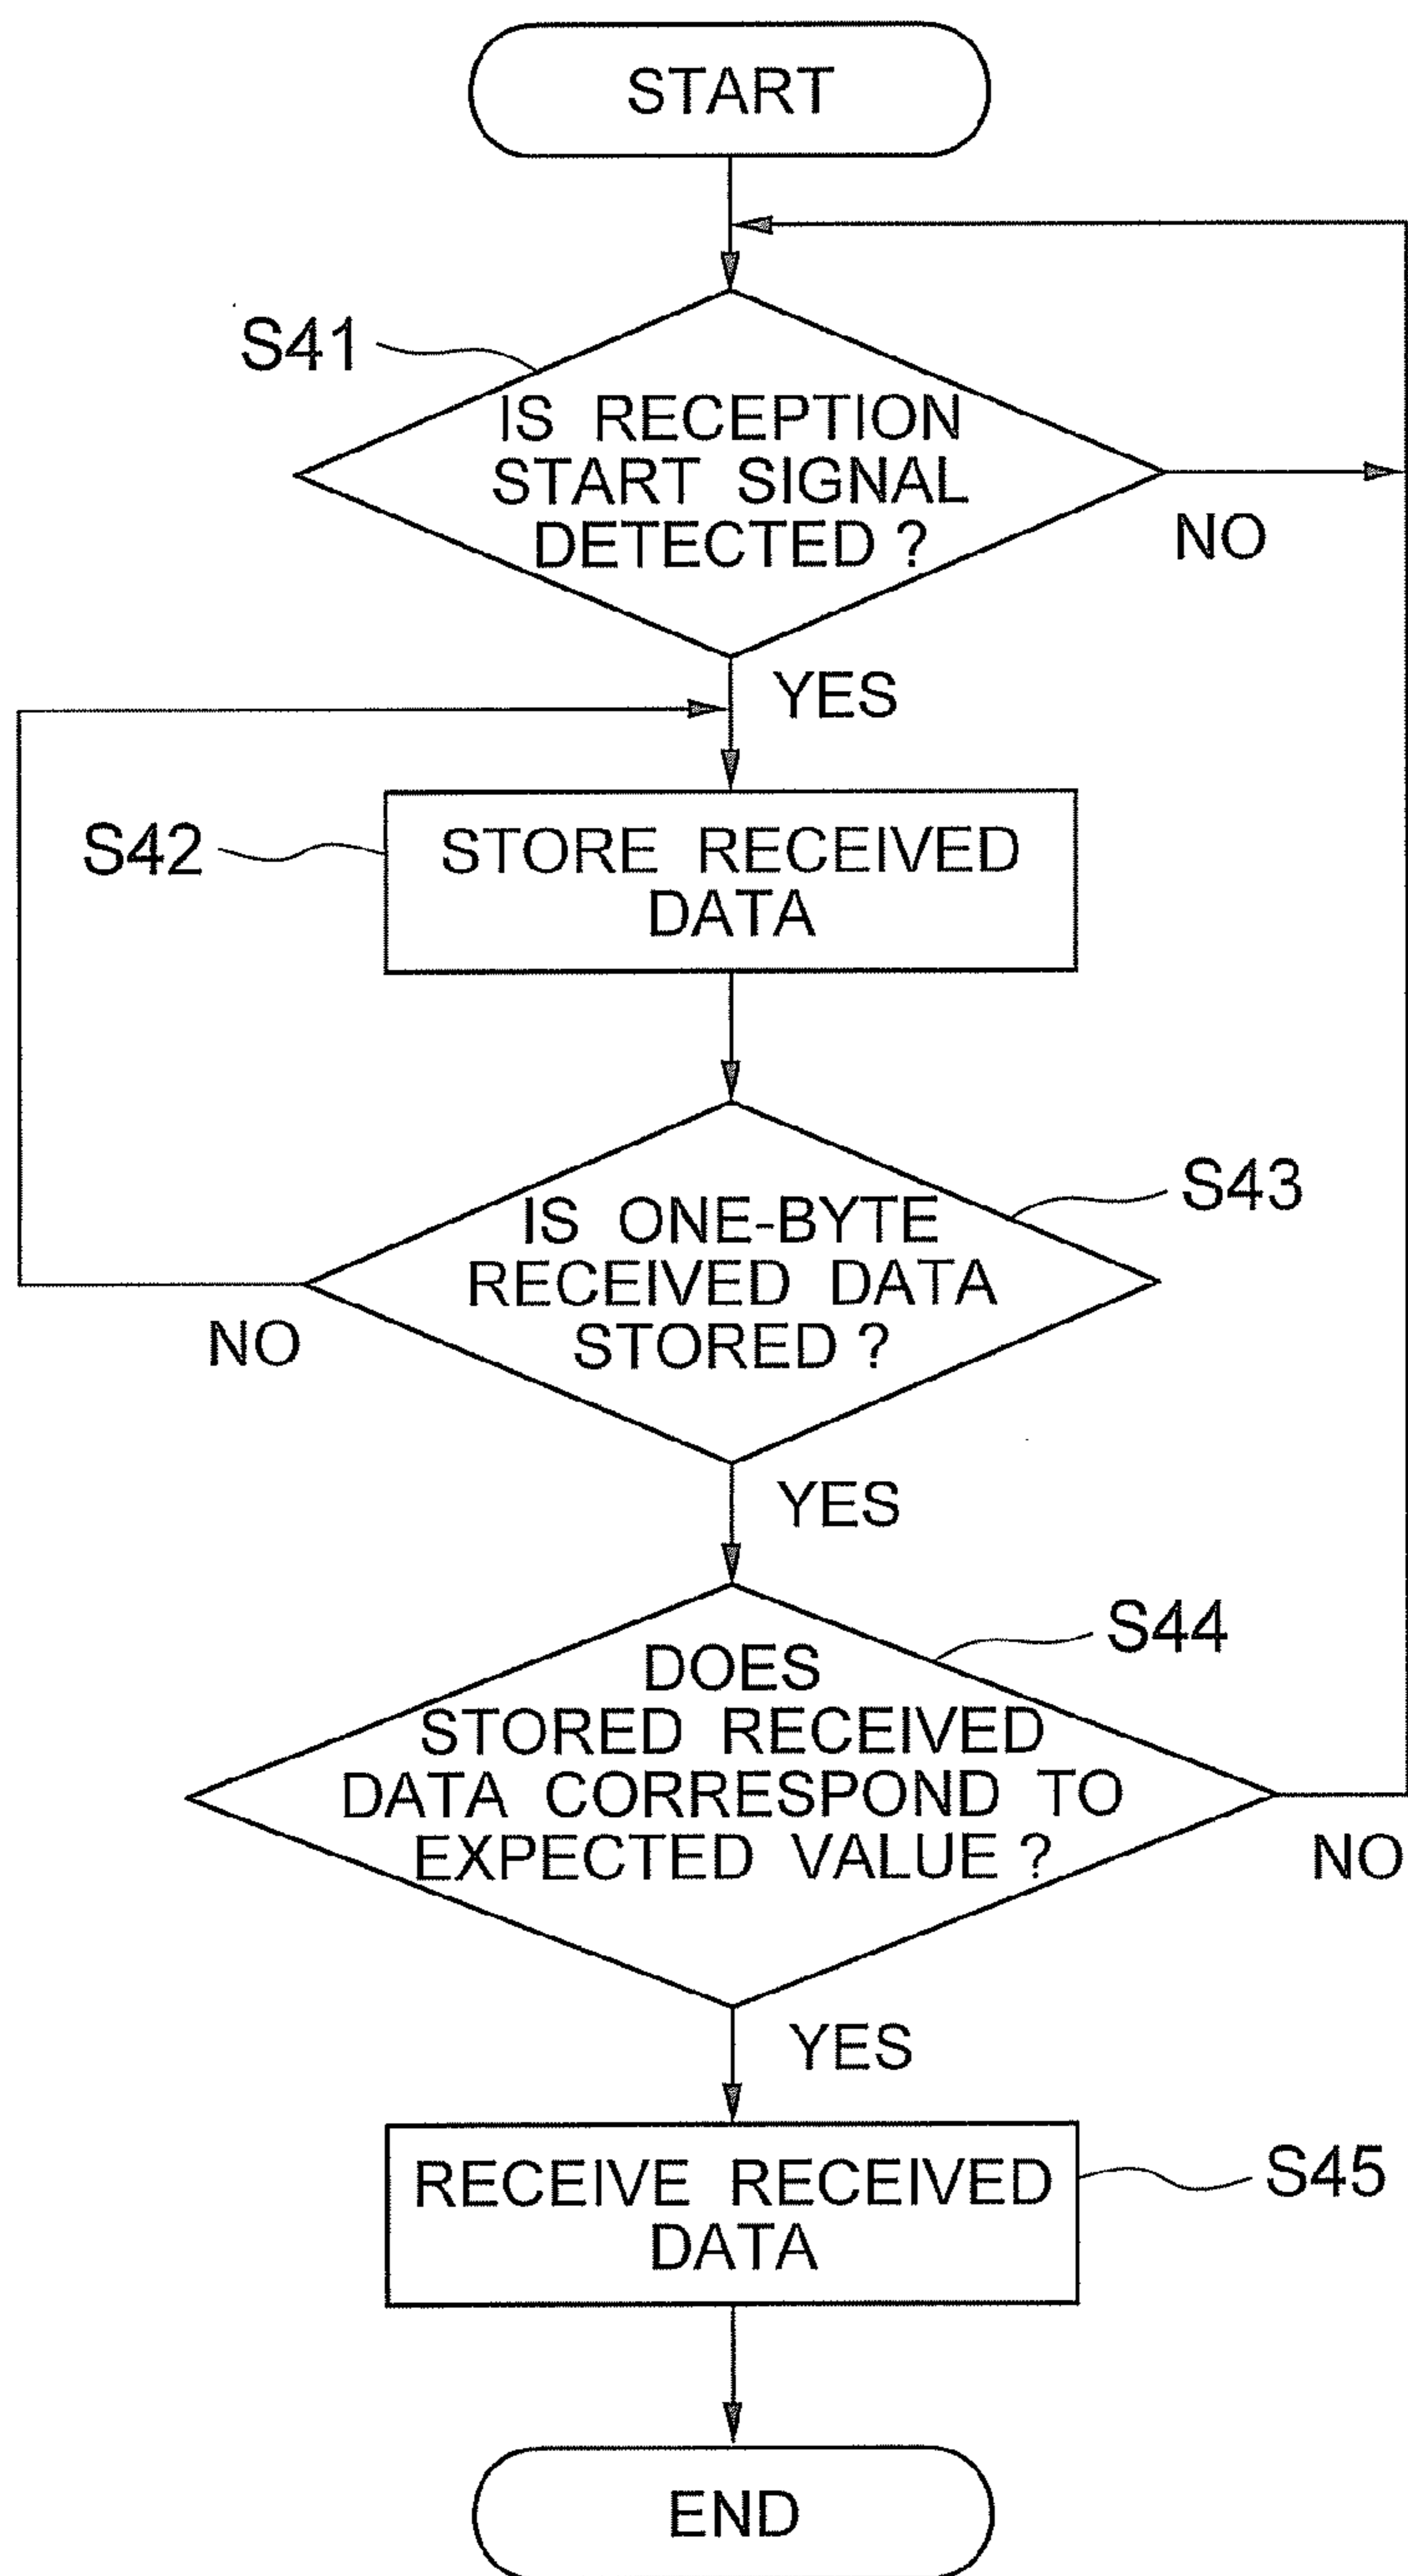 START
S41
IS RECEPTION
START SIGNAL
DETECTED ?
NO
YES
S42
STORE RECEIVED
DATA
S43
IS ONE-BYTE
RECEIVED DATA
STORED ?
NO
YES
S44
DOES
STORED RECEIVED
DATA CORRESPOND TO
EXPECTED VALUE ?
NO
YES
RECEIVE RECEIVED
DATA
S45
END